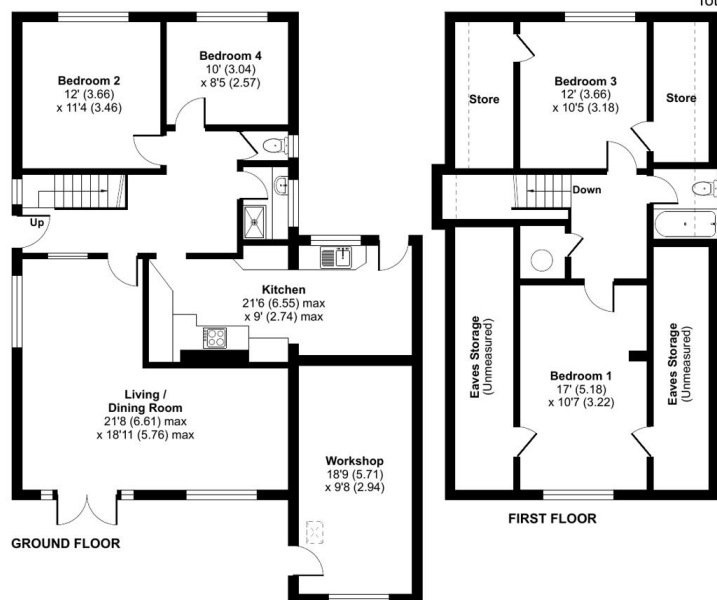 Bedroom 2
12' (3.66)
x 11'4 (3.46)
Bedroom 4
10' (3.04)
x 8'5 (2.57)
Up
Kitchen
21'6 (6.55) max
x 9' (2.74) max
Living /
Dining Room
21'8 (6.61) max
x 18'11 (5.76) max
Workshop
18'9 (5.71)
x 9'8 (2.94)
GROUND FLOOR
Store
Bedroom 3
12' (3.66)
x 10'5 (3.18)
Store
Down
Eaves Storage
(Unmeasured)
Bedroom 1
17' (5.18)
x 10'7 (3.22)
Eaves Storage
(Unmeasured)
FIRST FLOOR